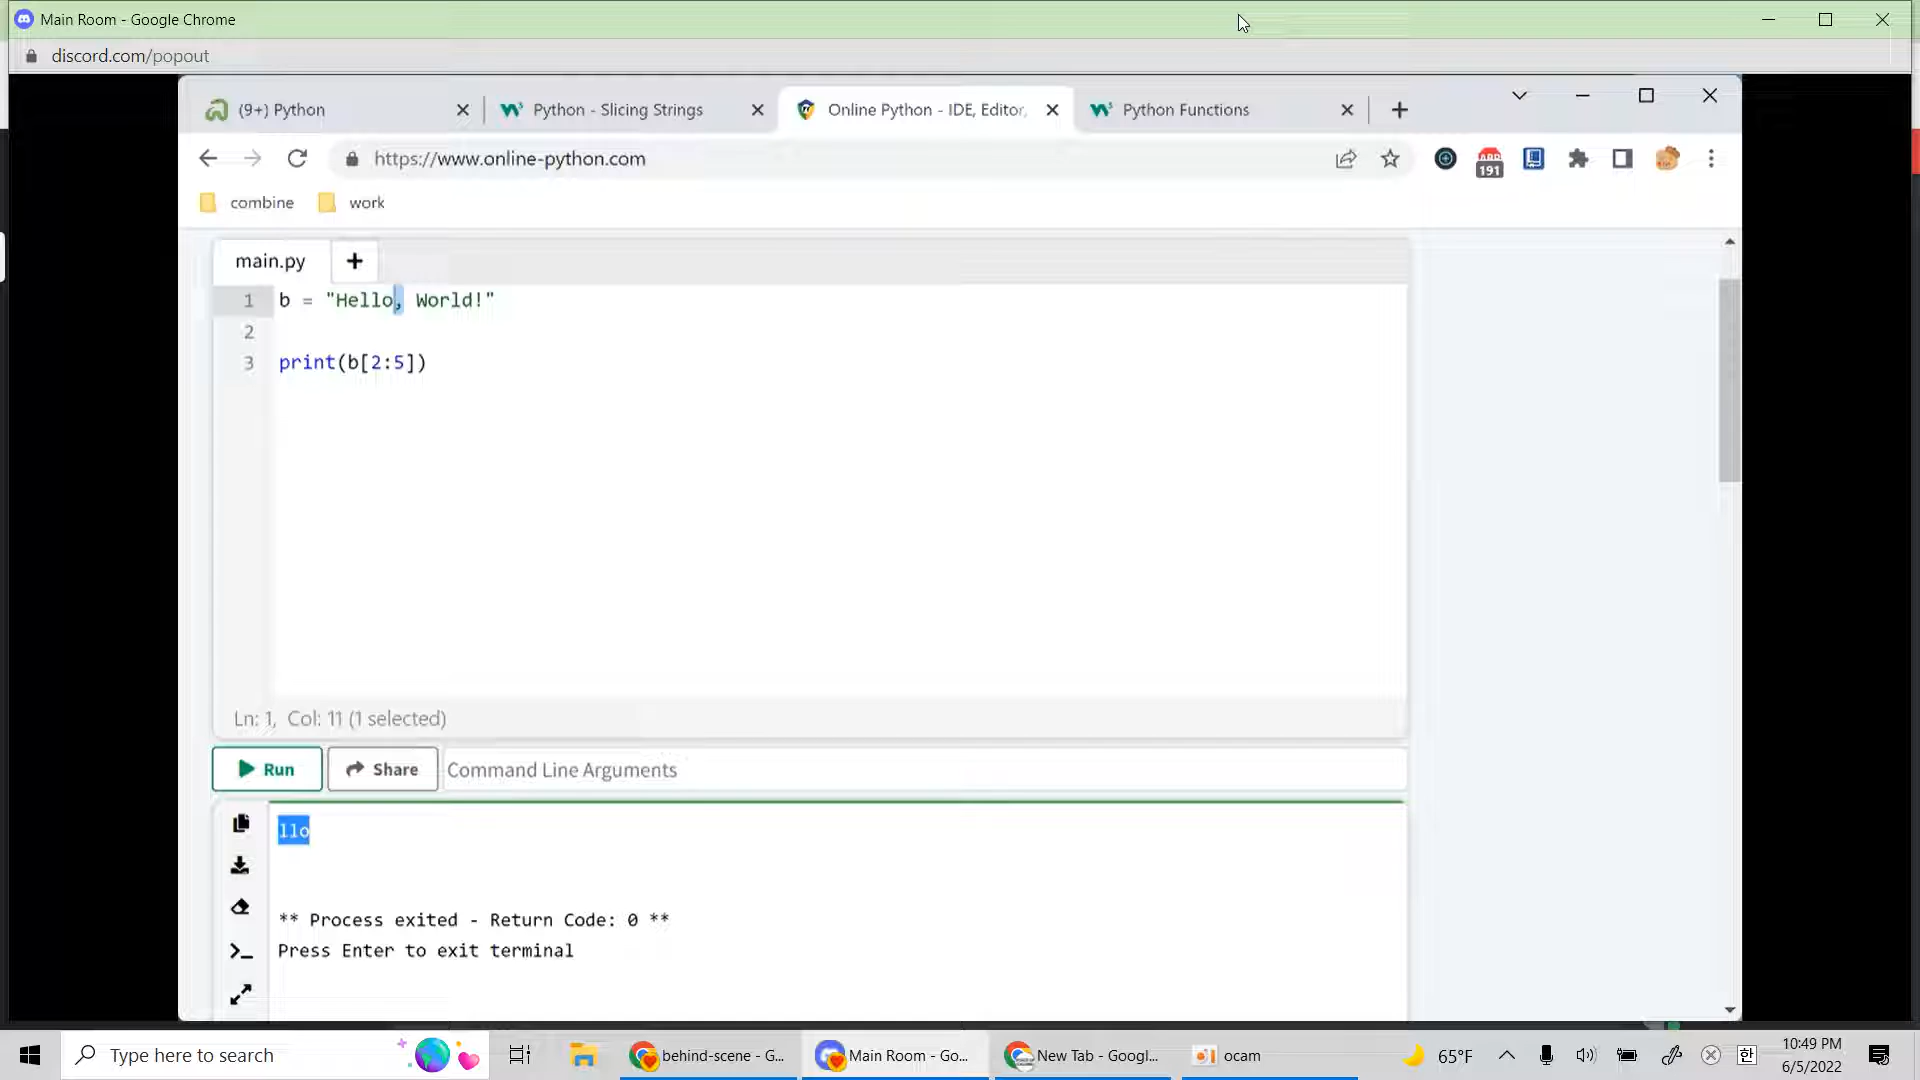 Main Room - Google Chrome
discord.com/popout
(9+) Python
Python - Slicing Strings
Online Python - IDE, Editor,
Python Functions
https://www.online-python.com
191
combine
work
main.py
1 b = "Hello, World!"
2
3 print(b[2:5])
Ln: 1, Col: 11 (1 selected)
Run
Share
Command Line Arguments
llo
** Process exited - Return Code: 0 **
Press Enter to exit terminal
Type here to search
behind-scene - G...
Main Room - Go...
New Tab - Googl...
ocam
65°F
한
10:49 PM
6/5/2022